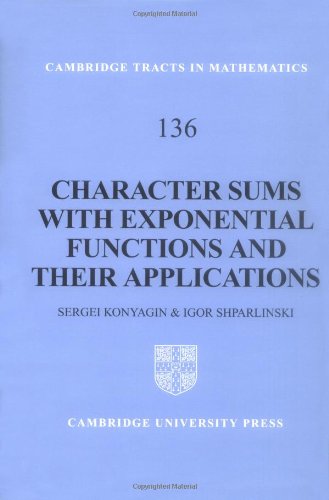 CAMBRIDGE TRACTS IN MATHEMATICS
136
CHARACTER SUMS
WITH EXPONENTIAL
FUNCTIONS AND
THEIR APPLICATIONS
SERGEI KONYAGIN & IGOR SHPARLINSKI
CAMBRIDGE UNIVERSITY PRESS